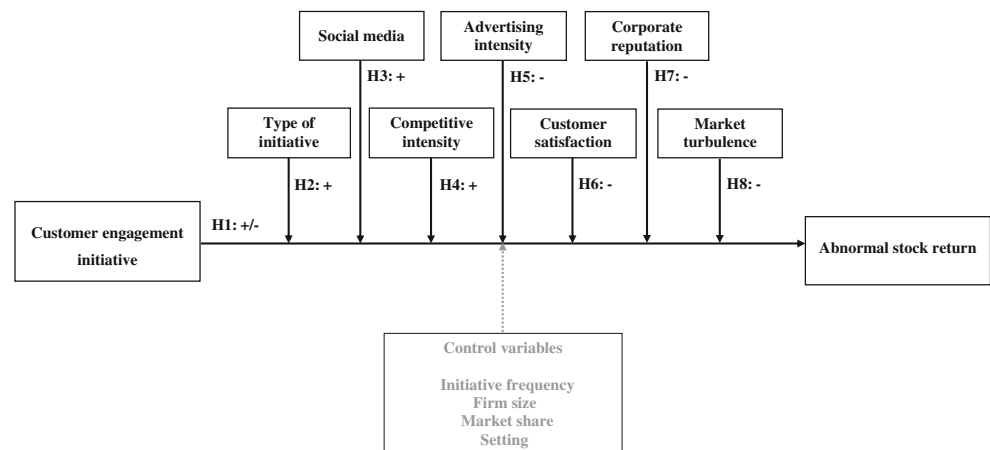 Social media
Advertising
intensity
Corporate
reputation
H3: +
H5: -
H7: -
Type of
initiative
Competitive
intensity
Customer
satisfaction
Market
turbulence
H2: +
H4: +
H6: -
H8: -
Customer engagement
initiative
H1: +/-
Abnormal stock return
Control variables
Initiative frequency
Firm size
Market share
Setting